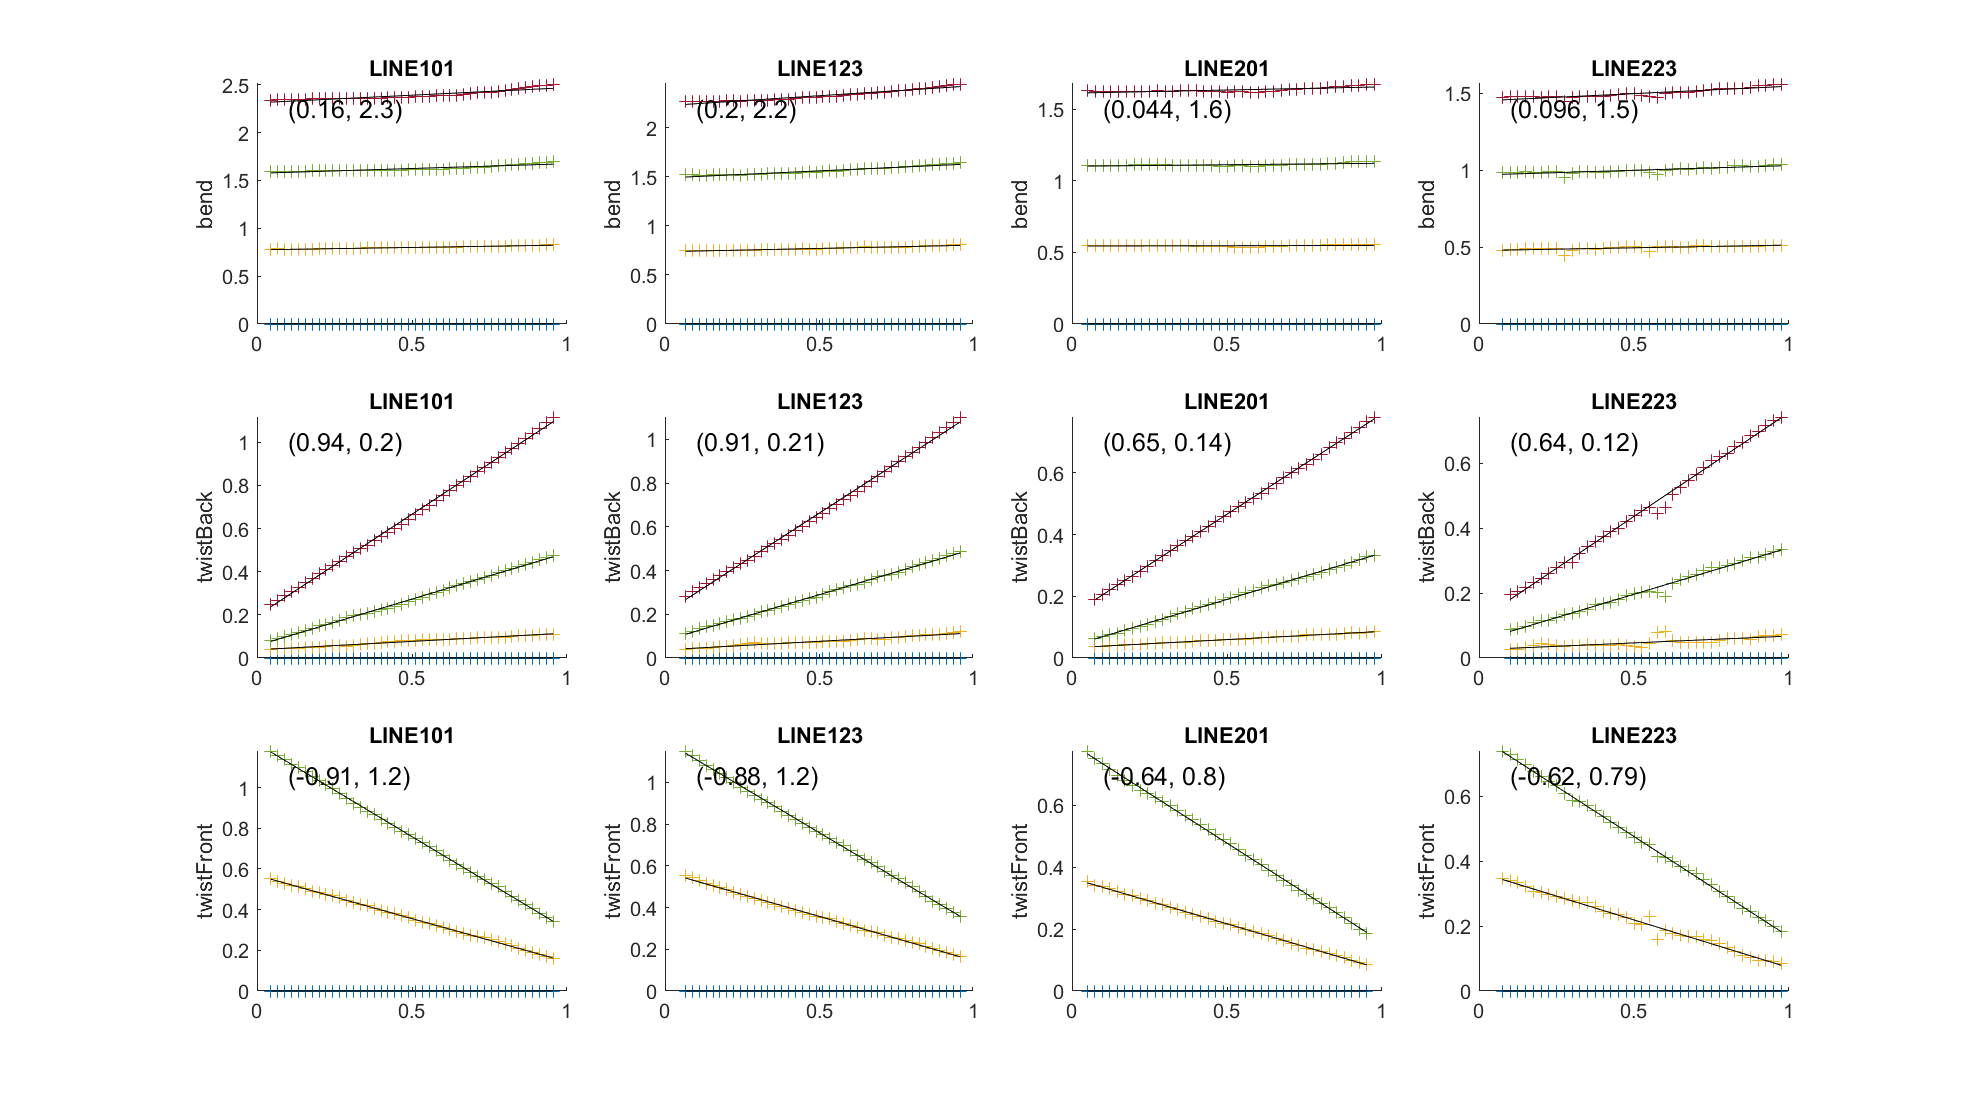 LINE101
(0.16, 2.3)
bend
2.5
2
1.5
1
0.5
0
0 0.5 1
LINE123
(0.2, 2.2)
bend
2
1.5
1
0.5
0
0 0.5 1
LINE201
(0.044, 1.6)
bend
1.5
1
0.5
0
0 0.5 1
LINE223
(0.096, 1.5)
bend
1.5
1
0.5
0
0 0.5 1
LINE101
(0.94, 0.2)
twistBack
1
0.8
0.6
0.4
0.2
0
0 0.5 1
LINE123
(0.91, 0.21)
twistBack
1
0.8
0.6
0.4
0.2
0
0 0.5 1
LINE201
(0.65, 0.14)
twistBack
0.6
0.4
0.2
0
0 0.5 1
LINE223
(0.64, 0.12)
twistBack
0.6
0.4
0.2
0
0 0.5 1
LINE101
(-0.91, 1.2)
twistFront
1
0.8
0.6
0.4
0.2
0
0 0.5 1
LINE123
(-0.88, 1.2)
twistFront
1
0.8
0.6
0.4
0.2
0
0 0.5 1
LINE201
(-0.64, 0.8)
twistFront
0.6
0.4
0.2
0
0 0.5 1
LINE223
(-0.62, 0.79)
twistFront
0.6
0.4
0.2
0
0 0.5 1